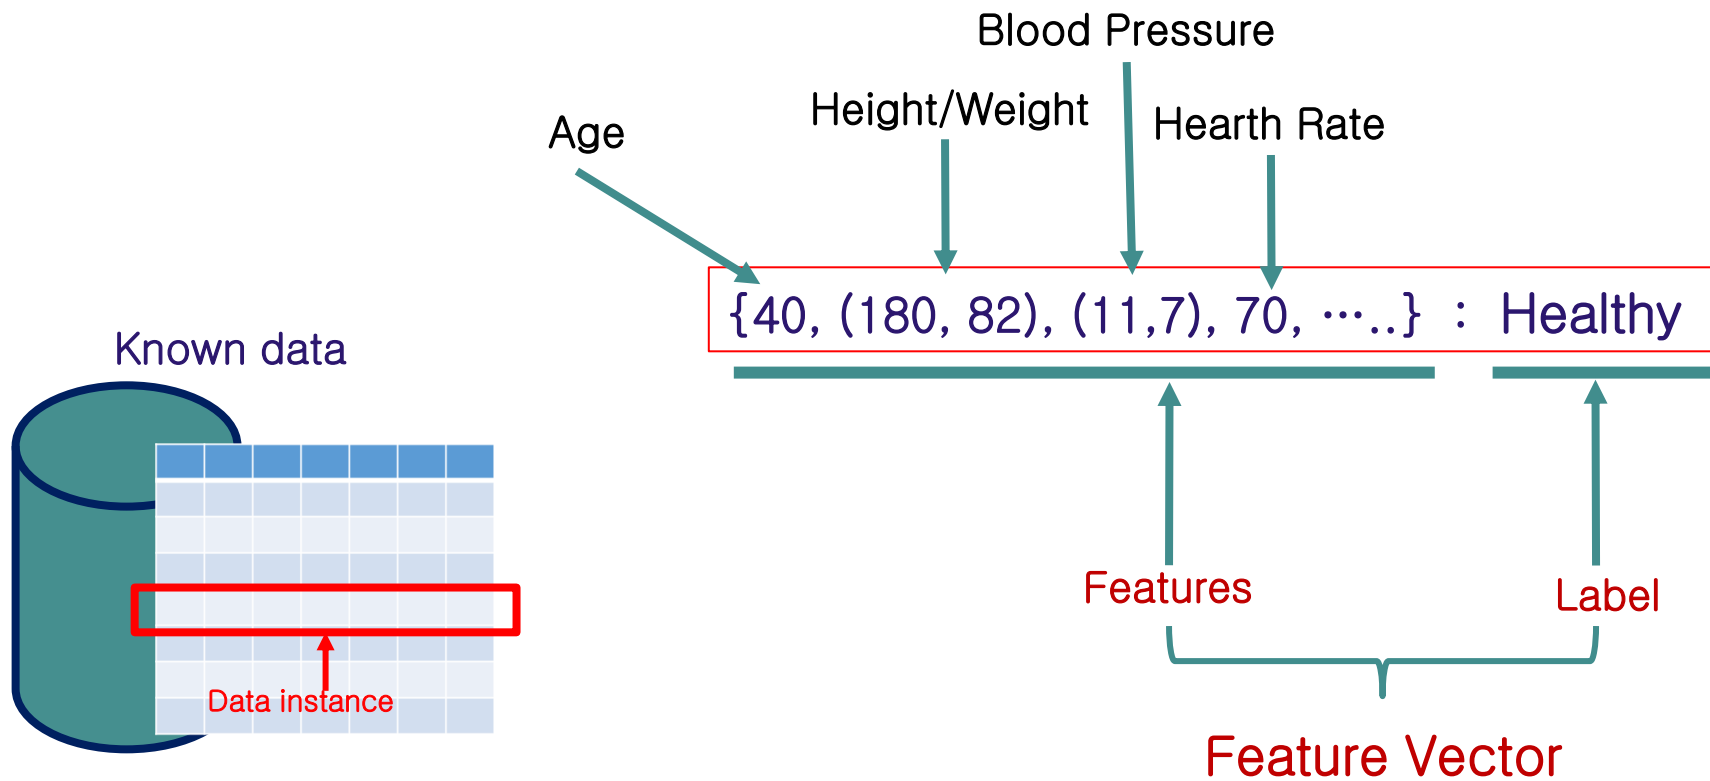 Blood Pressure
Height/Weight
Hearth Rate
Age
{40, (180, 82), (11,7), 70, ⋯..} : Healthy
Known data
Data instance
Features
Label
Feature Vector